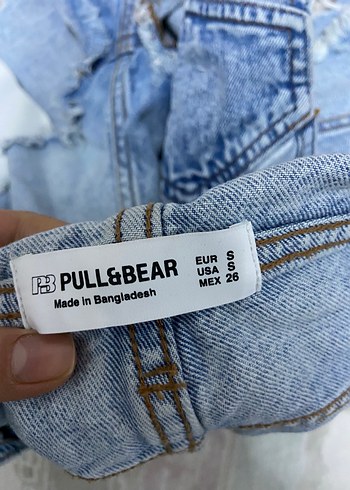 PB PULL&BEAR
Made in Bangladesh
EUR S
USA S
MEX 26